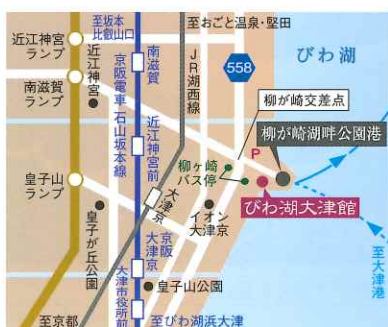 至坂本
比叡山口
至おごと温泉・堅田
近江神宮
ランプ
南滋賀
558
びわ湖
近江神宮
JR湖西線
南滋賀
ランプ
京阪電車 石山坂本線
近江神宮前
柳が崎交差点
P
柳が崎湖畔公園港
柳ヶ崎
バス停
皇子山
ランプ
大津京
びわ湖大津館
イオン
大津京
皇子が丘公園
京阪
大津京
至大津港
皇子山公園
大津市役所前
至京都
至びわ湖浜大津